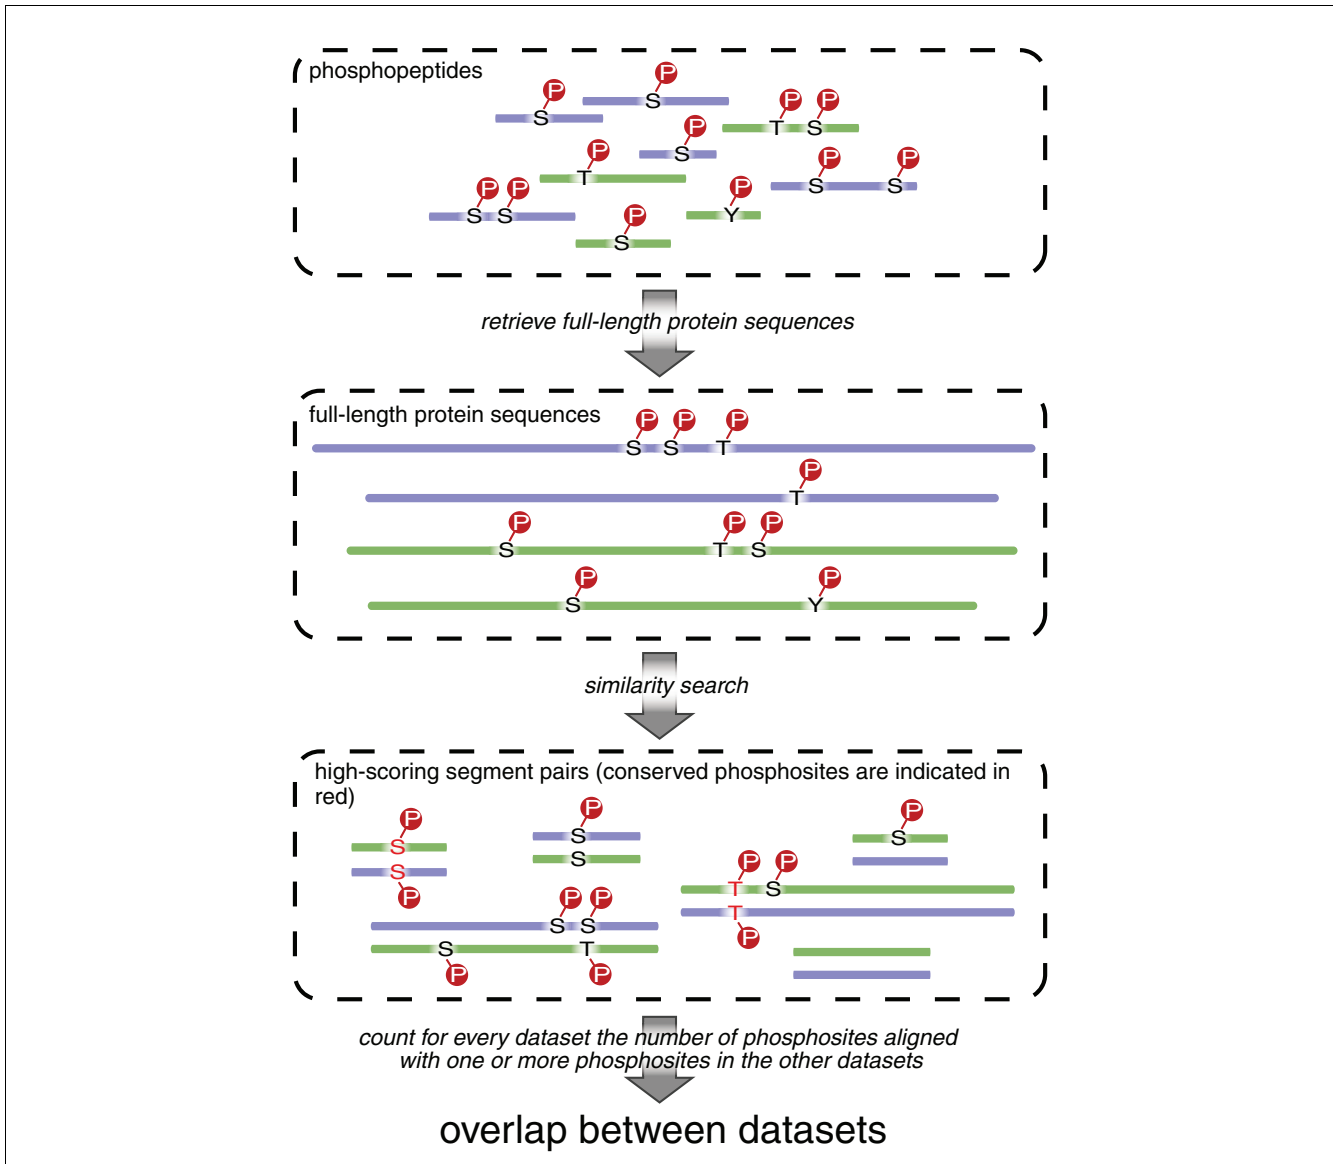 phosphopeptides
P
P
P P
S
S
T S
P
P
P P
S
T
S S
P P
P
S S
Y
P
S
retrieve full-length protein sequences
full-length protein sequences
P P P
S S T
P
T
P P P
S T S
P P
S Y
similarity search
high-scoring segment pairs (conserved phosphosites are indicated in
red)
P
S
S
P
P
S
S
P
S
P P
T S
T
P
P P
S S
S T
P P
count for every dataset the number of phosphosites aligned
with one or more phosphosites in the other datasets
overlap between datasets